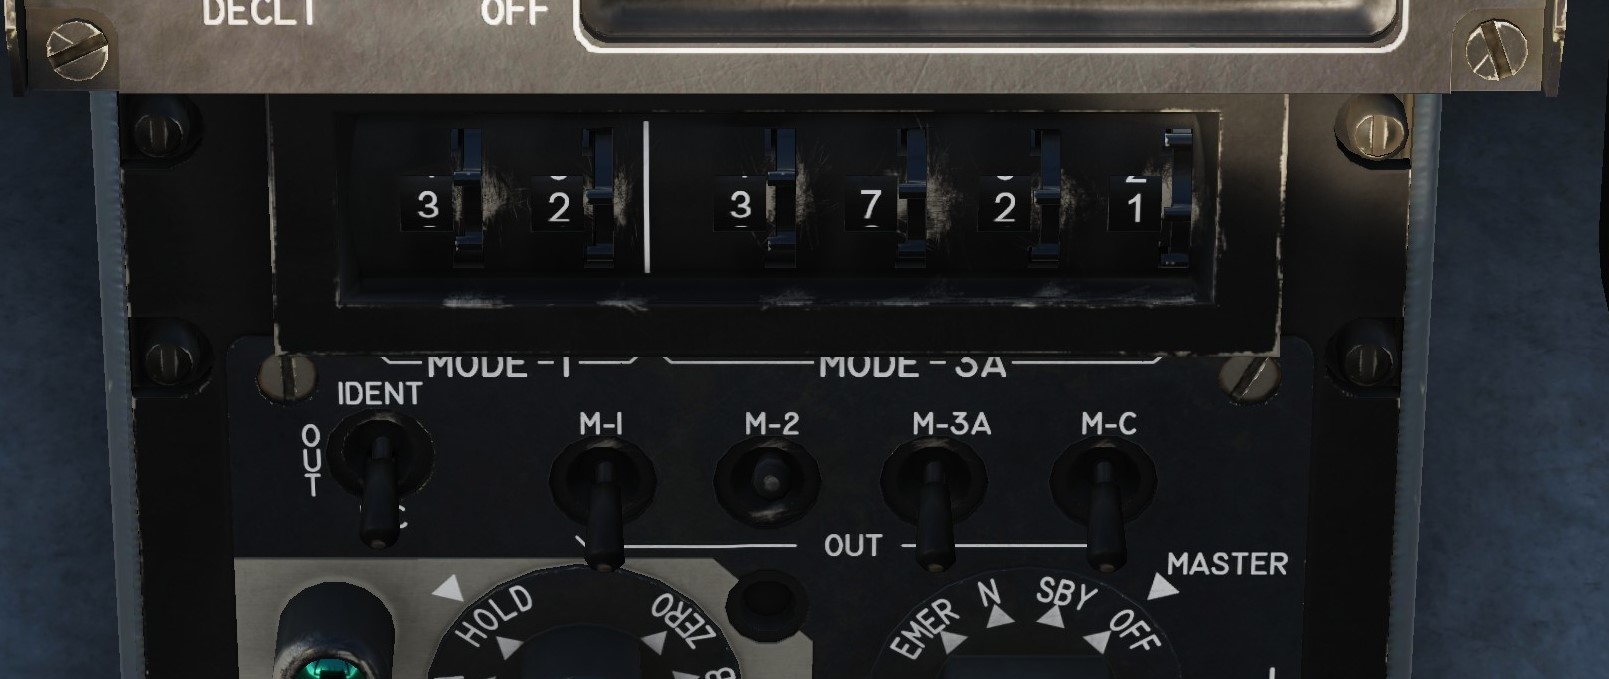 DECLT OFF
3 2 3 7 2 1
MODE - 1 MODE - 3A
IDENT
OUT
M-1 M-2 M-3A M-C
OUT
MASTER
HOLD ZERO
EMER N SBY OFF